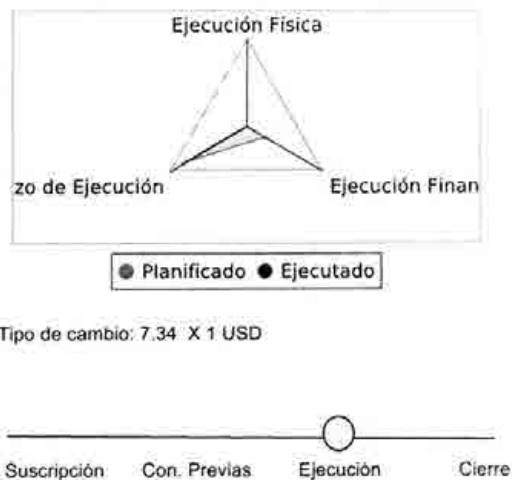 Ejecución Física
zo de Ejecución
Ejecución Finan
Planificado Ejecutado
Tipo de cambio: 7.34 X 1 USD
Suscripción Con. Previas Ejecución Cierre